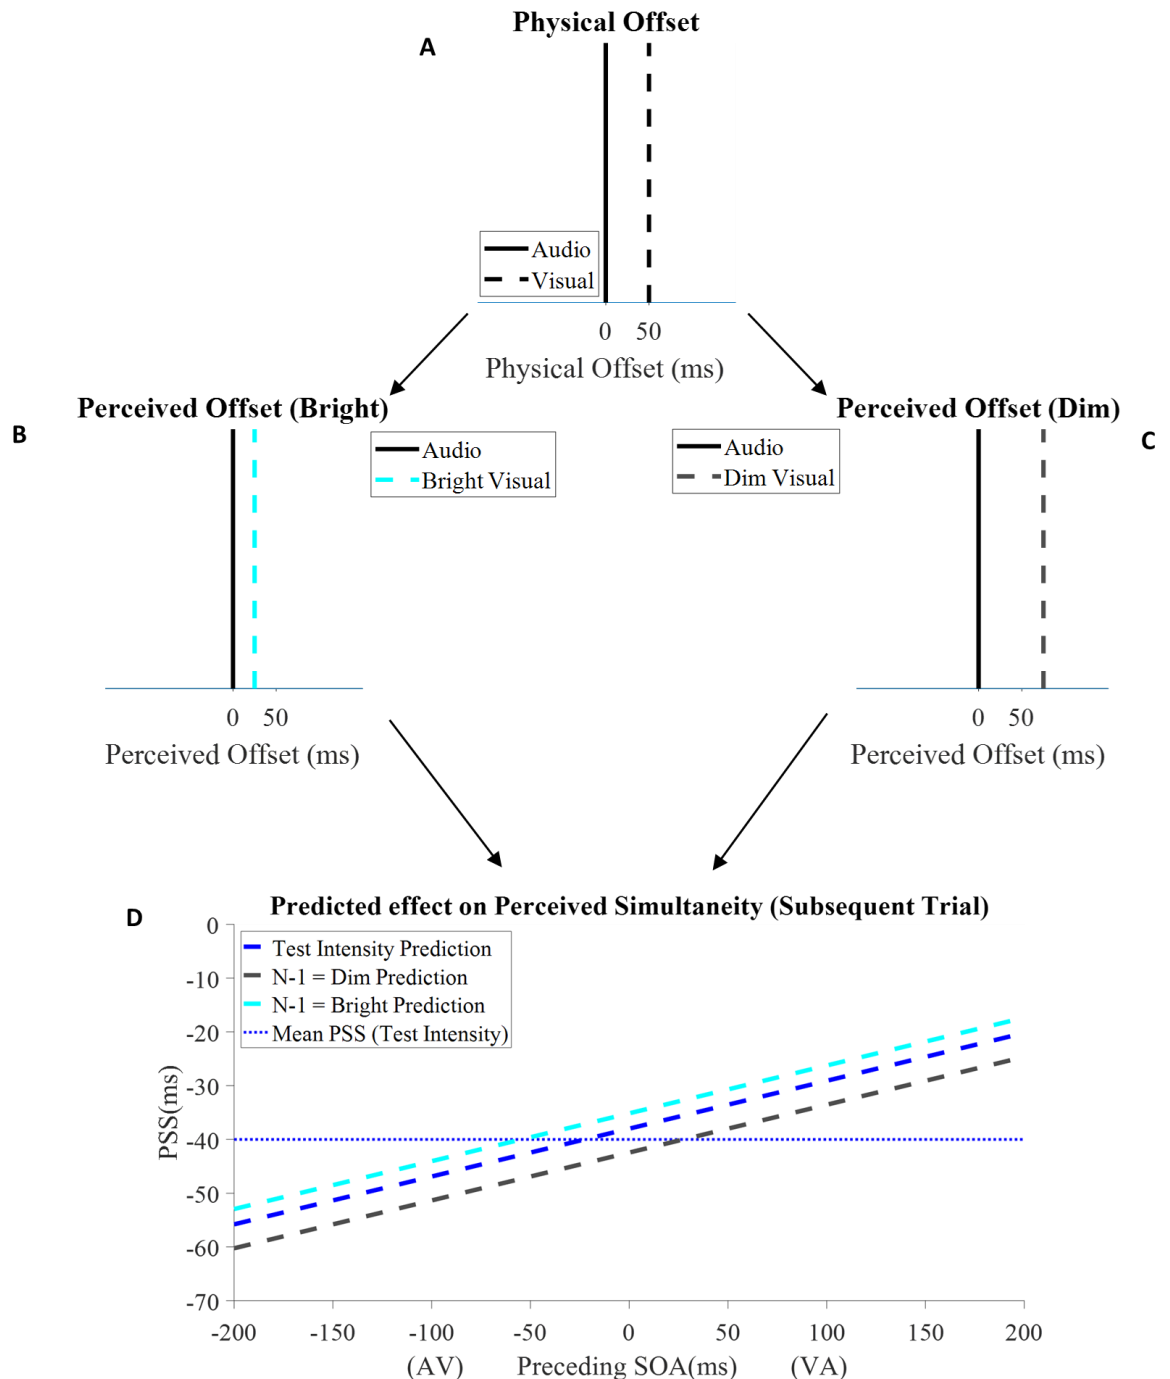 Physical Offset
A
Audio
Visual
0 50
Physical Offset (ms)
Perceived Offset (Bright)
B
Audio
Bright Visual
0 50
Perceived Offset (ms)
Perceived Offset (Dim)
C
Audio
Dim Visual
0 50
Perceived Offset (ms)
D
Predicted effect on Perceived Simultaneity (Subsequent Trial)
Test Intensity Prediction
N-1 = Dim Prediction
N-1 = Bright Prediction
Mean PSS (Test Intensity)
PSS(ms)
0
-10
-20
-30
-40
-50
-60
-70
-200 -150 -100 -50 0 50 100 150 200
(AV) Preceding SOA(ms) (VA)